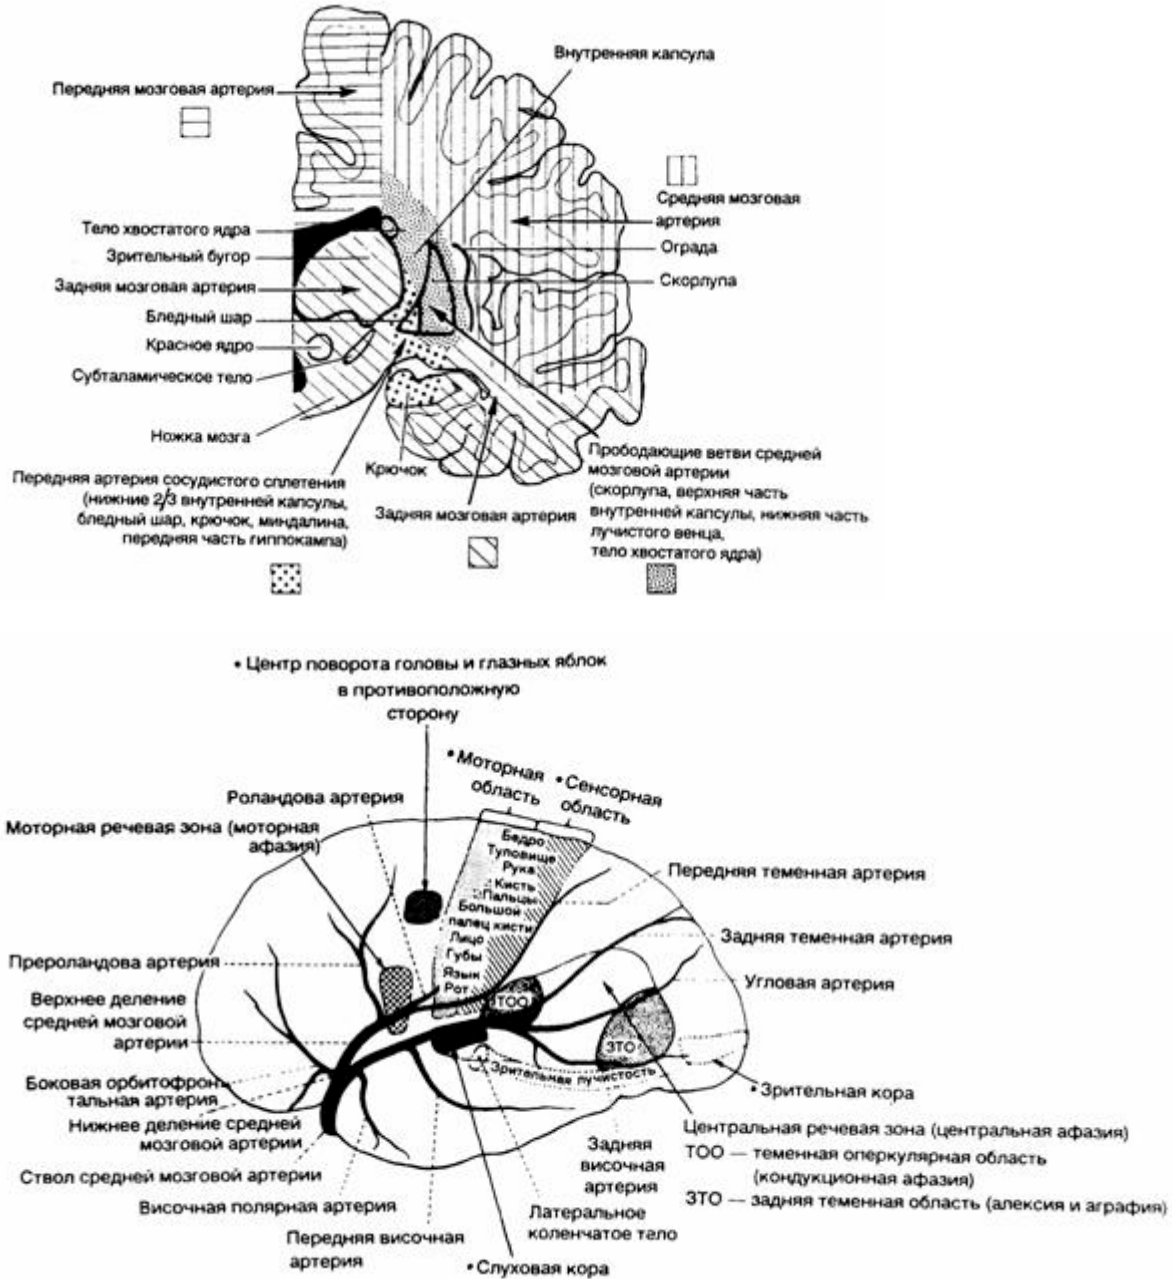 Внутренняя капсула
Передняя мозговая артерия
Средняя мозговая
артерия
Тело хвостатого ядра
Ограда
Зрительный бугор
Скорлупа
Задняя мозговая артерия
Бледный шар
Красное ядро
Субталамическое тело
Ножка мозга
Крючок
Передняя артерия сосудистого сплетения
(нижние 2/3 внутренней капсулы,
бледный шар, крючок, миндалина,
передняя часть гиппокампа)
Задняя мозговая артерия
Прободающие ветви средней
мозговой артерии
(скорлупа, верхняя часть
внутренней капсулы, нижняя часть
лучистого венца,
тело хвостатого ядра)
• Центр поворота головы и глазных яблок
в противоположную
сторону
• Моторная
область
• Сенсорная
область
Роландова артерия
Моторная речевая зона (моторная
афазия)
Бедро
Туловище
Рука
Кисть
Пальцы
Большой
палец кисти
Лицо
Губы
Язык
Рот
Передняя теменная артерия
Задняя теменная артерия
Угловая артерия
Прероландова артерия
Верхнее деление
средней мозговой
артерии
ТОО
ЗТО
Зрительная лучистость
Боковая орбитофрон
тальная артерия
Нижнее деление средней
мозговой артерии
Ствол средней мозговой артерии
Височная полярная артерия
Передняя височная
артерия
• Слуховая кора
Латеральное
коленчатое тело
Задняя
височная
артерия
• Зрительная кора
Центральная речевая зона (центральная афазия)
ТОО — теменная оперкулярная область
(кондукционная афазия)
ЗТО — задняя теменная область (алексия и аграфия)